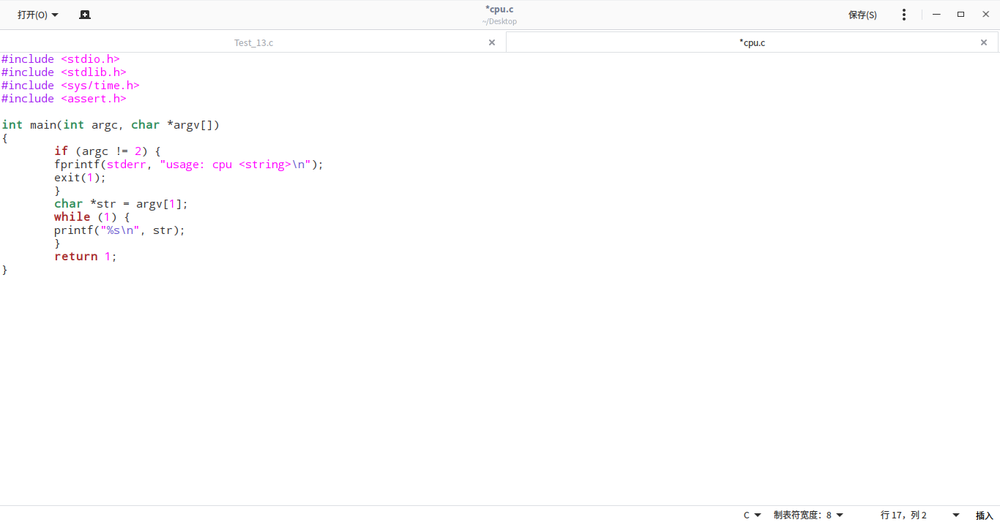 打开(O)
*cpu.c
~/Desktop
保存(S)
Test_13.c
*cpu.c
#include <stdio.h>
#include <stdlib.h>
#include <sys/time.h>
#include <assert.h>

int main(int argc, char *argv[])
{
        if (argc != 2) {
        fprintf(stderr, "usage: cpu <string>\n");
        exit(1);
        }
        char *str = argv[1];
        while (1) {
        printf("%s\n", str);
        }
        return 1;
}
C
制表符宽度：8
行 17，列 2
插入